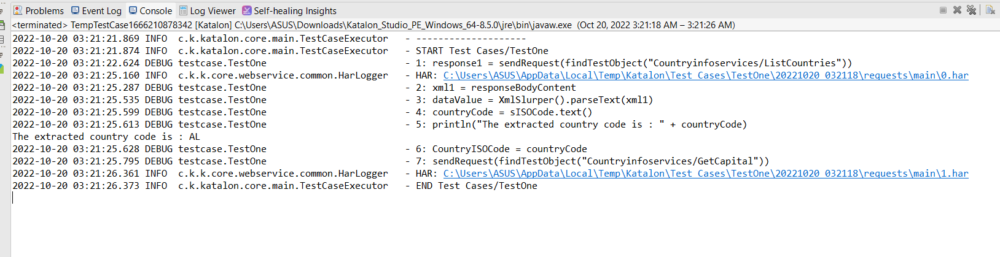 Problems Event Log Console Log Viewer Self-healing Insights
<terminated> TempTestCase1666210878342 [Katalon] C:\Users\ASUS\Downloads\Katalon_Studio_PE_Windows_64-8.5.0\jre\bin\javaw.exe (Oct 20, 2022 3:21:18 AM – 3:21:26 AM)
2022-10-20 03:21:21.869 INFO  c.k.katalon.core.main.TestCaseExecutor   - --------------------
2022-10-20 03:21:21.874 INFO  c.k.katalon.core.main.TestCaseExecutor   - START Test Cases/TestOne
2022-10-20 03:21:22.624 DEBUG testcase.TestOne                         - 1: response1 = sendRequest(findTestObject("Countryinfoservices/ListCountries"))
2022-10-20 03:21:25.160 INFO  c.k.k.core.webservice.common.HarLogger   - HAR: C:\Users\ASUS\AppData\Local\Temp\Katalon\Test Cases\TestOne\20221020_032118\requests\main\0.har
2022-10-20 03:21:25.287 DEBUG testcase.TestOne                         - 2: xml1 = responseBodyContent
2022-10-20 03:21:25.535 DEBUG testcase.TestOne                         - 3: dataValue = XmlSlurper().parseText(xml1)
2022-10-20 03:21:25.599 DEBUG testcase.TestOne                         - 4: countryCode = sISOCode.text()
2022-10-20 03:21:25.613 DEBUG testcase.TestOne                         - 5: println("The extracted country code is : " + countryCode)
The extracted country code is : AL
2022-10-20 03:21:25.628 DEBUG testcase.TestOne                         - 6: CountryISOCode = countryCode
2022-10-20 03:21:25.795 DEBUG testcase.TestOne                         - 7: sendRequest(findTestObject("Countryinfoservices/GetCapital"))
2022-10-20 03:21:26.361 INFO  c.k.k.core.webservice.common.HarLogger   - HAR: C:\Users\ASUS\AppData\Local\Temp\Katalon\Test Cases\TestOne\20221020_032118\requests\main\1.har
2022-10-20 03:21:26.373 INFO  c.k.katalon.core.main.TestCaseExecutor   - END Test Cases/TestOne